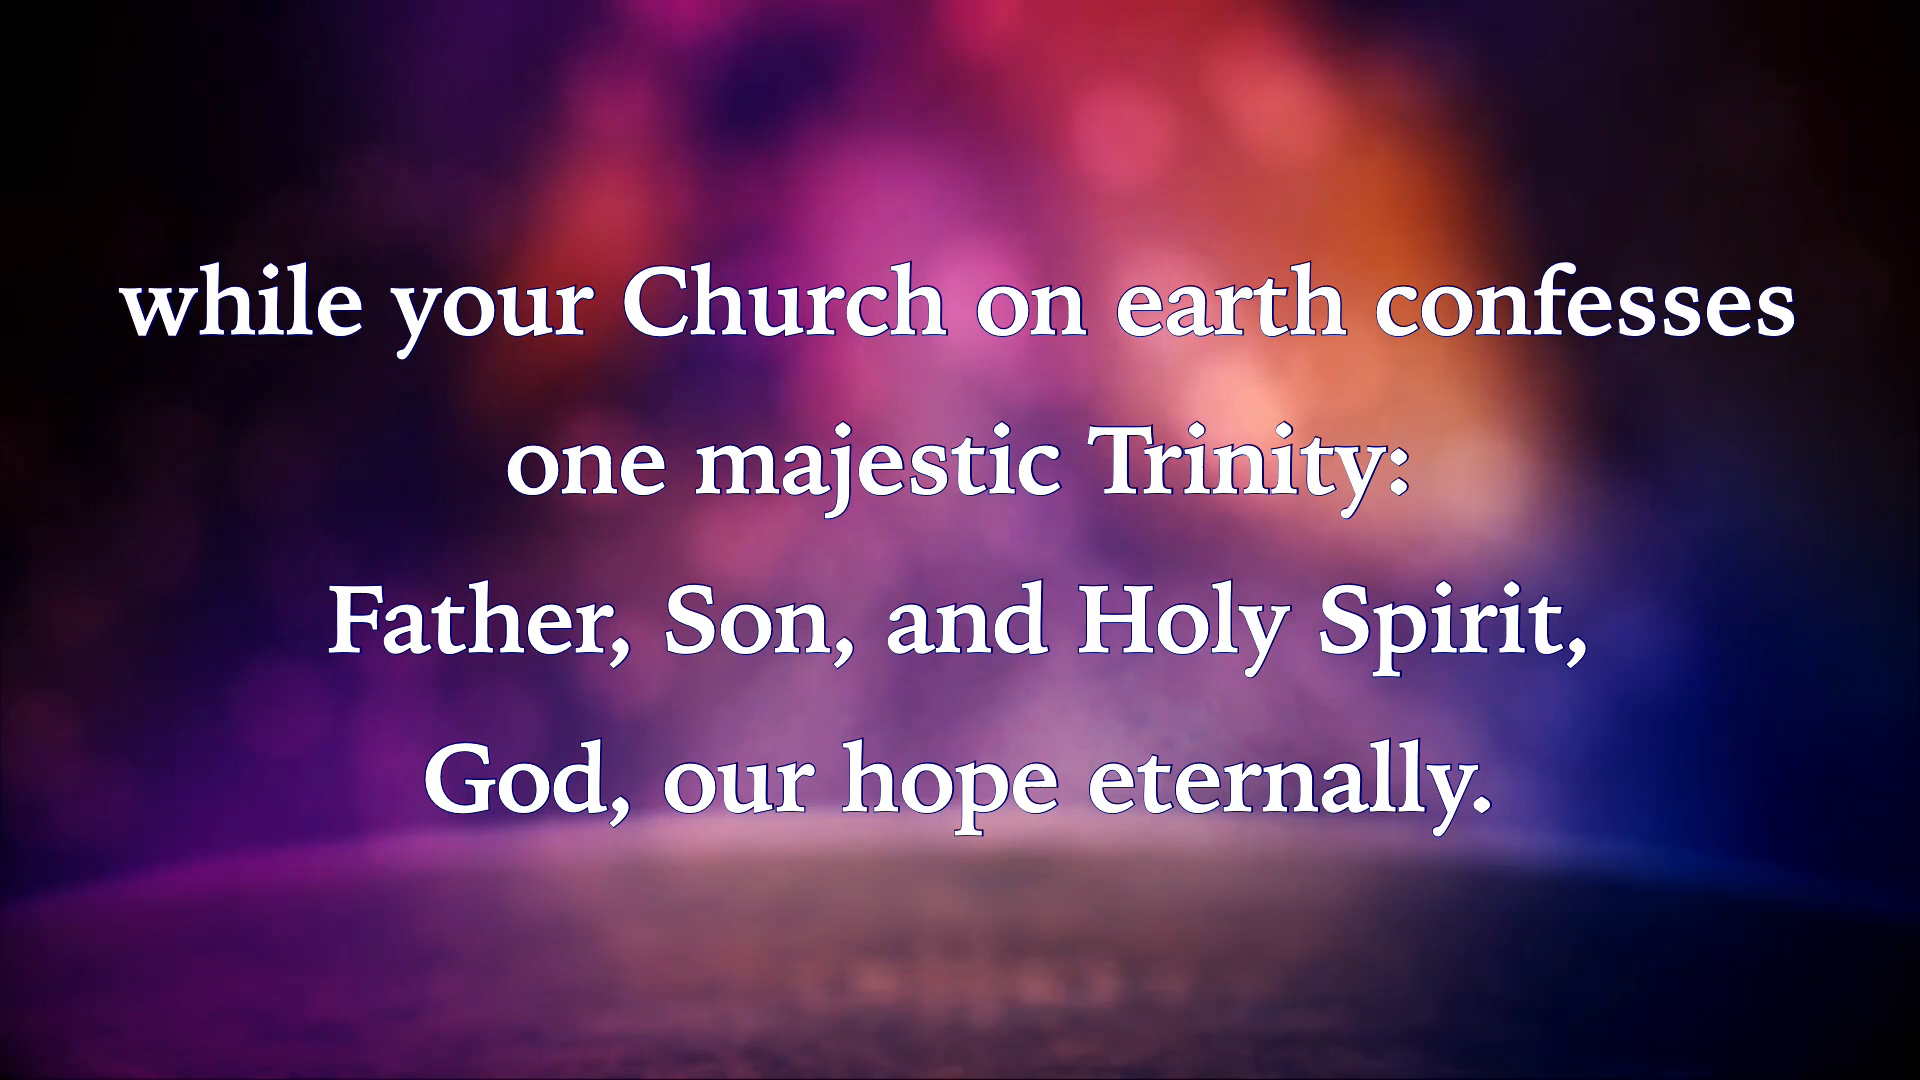 while your Church on earth confesses
one majestic Trinity:
Father, Son, and Holy Spirit,
God, our hope eternally.